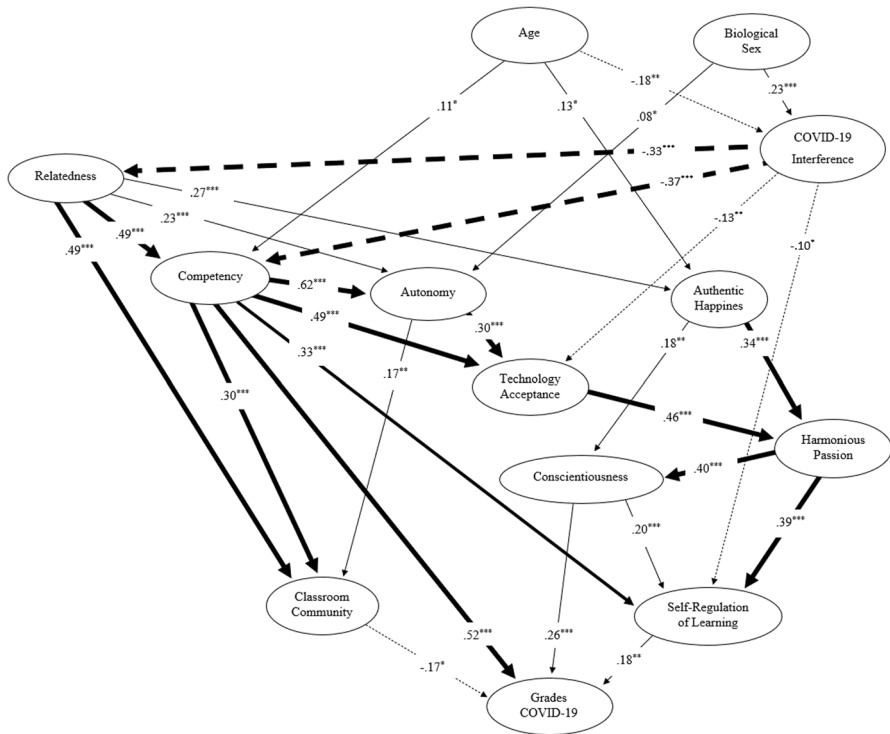 Age
Biological
Sex
-.18**
.23***
.11*
.13*
.08*
COVID-19
Interference
-.33***
Relatedness
-.37***
.27***
.23***
-.13**
.49***
.49***
-.10*
Competency
.62***
Autonomy
Authentic
Happines
.49***
.30***
.33***
.18**
.34***
.17**
Technology
Acceptance
.30***
.46***
Harmonious
Passion
.40***
Conscientiousness
.39***
.20***
Classroom
Community
Self-Regulation
of Learning
.52***
.26***
.18**
-.17*
Grades
COVID-19